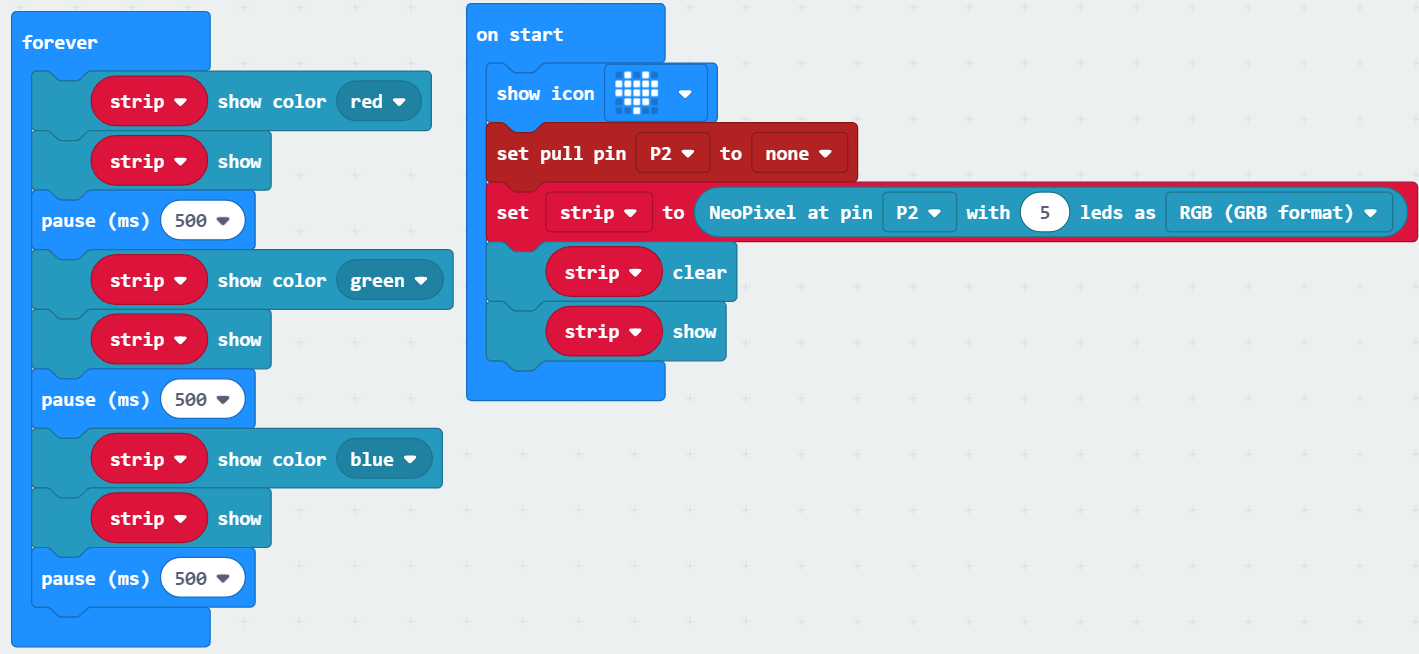 forever
strip show color red
strip show
pause (ms) 500
strip show color green
strip show
pause (ms) 500
strip show color blue
strip show
pause (ms) 500
on start
show icon
set pull pin P2 to none
set strip to NeoPixel at pin P2 with 5 leds as RGB (GRB format)
strip clear
strip show